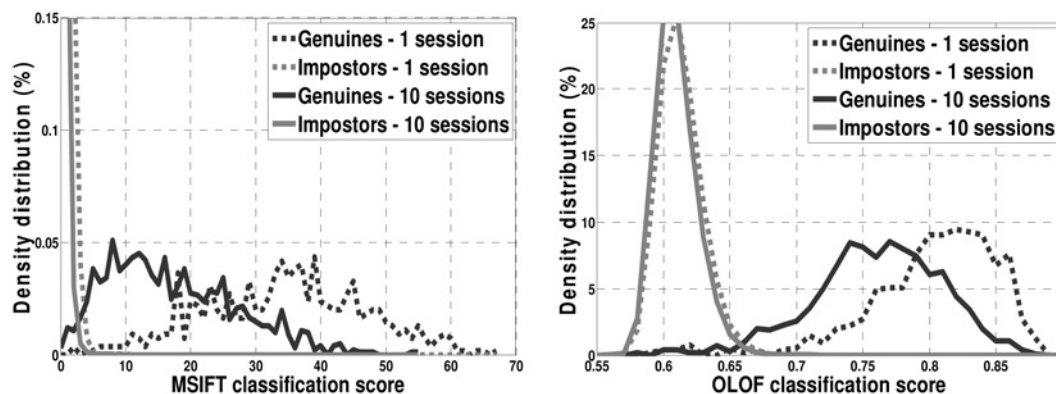 0.15
0.1
0.05
0
Density distribution (%)
Genuines - 1 session
Impostors - 1 session
Genuines - 10 sessions
Impostors - 10 sessions
0 10 20 30 40 50 60 70
MSIFT classification score
25
20
15
10
5
0
Density distribution (%)
Genuines - 1 session
Impostors - 1 session
Genuines - 10 sessions
Impostors - 10 sessions
0.55 0.6 0.65 0.7 0.75 0.8 0.85
OLOF classification score